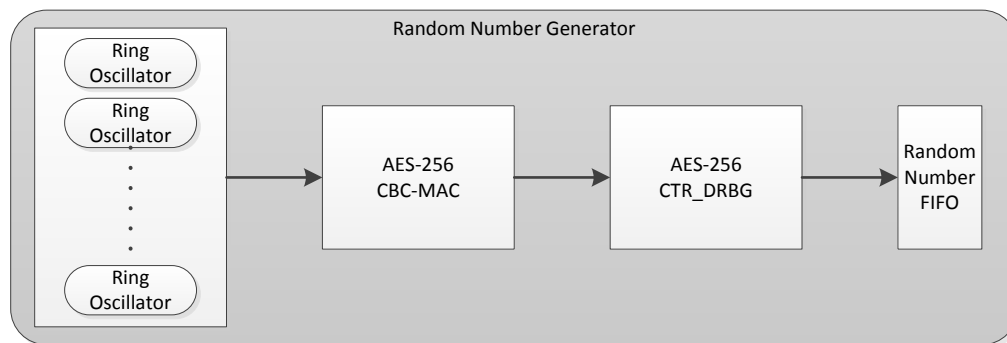 Random Number Generator
Ring
Oscillator
Ring
Oscillator
Ring
Oscillator
AES-256
CBC-MAC
AES-256
CTR_DRBG
Random
Number
FIFO